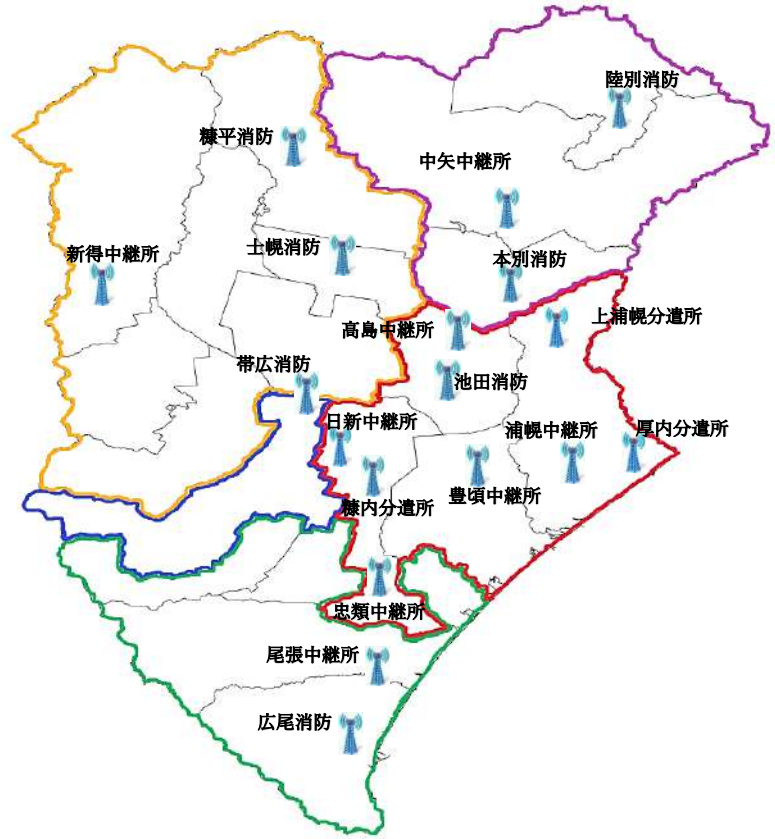 陸別消防
糠平消防
中矢中継所
士幌消防
新得中継所
本別消防
上浦幌分遣所
高島中継所
帯広消防
池田消防
日新中継所
浦幌中継所
厚内分遣所
豊頃中継所
糠内分遣所
忠類中継所
尾張中継所
広尾消防